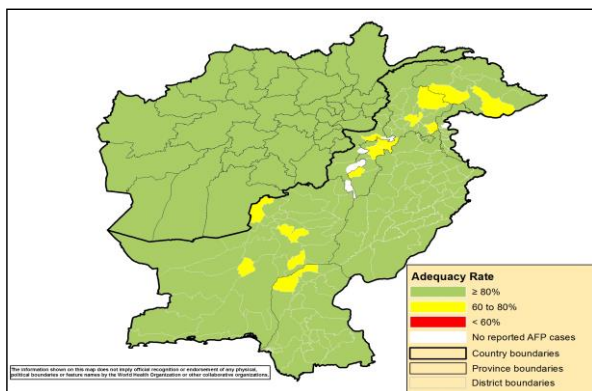 Adequacy Rate
≥ 80%
60 to 80%
< 60%
No reported AFP cases
Country boundaries
Province boundaries
District boundaries
The information shown on this map does not imply official recognition or endorsement of any physical,
political boundaries or feature names by the World Health Organization or other collaborative organizations.